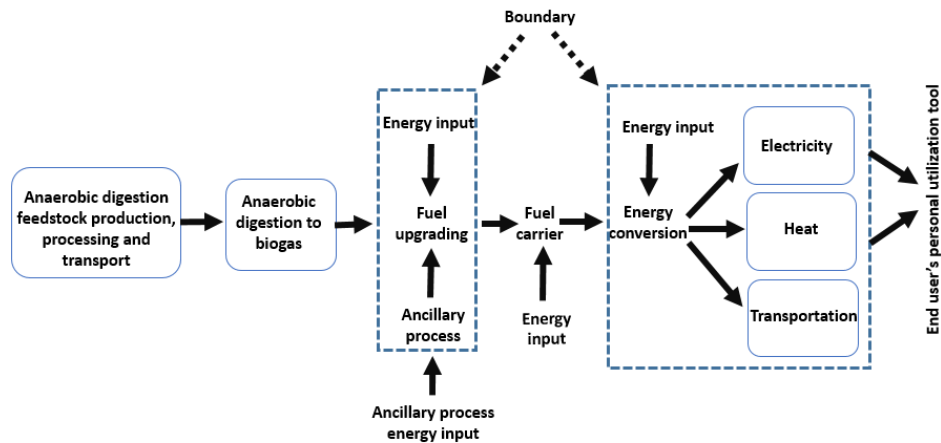 Boundary
Energy input
Energy input
Electricity
Anaerobic digestion
feedstock production,
processing and
transport
Anaerobic
digestion to
biogas
Fuel
upgrading
Fuel
carrier
Energy
conversion
Heat
Ancillary
process
Energy
input
Transportation
Ancillary process
energy input
End user's personal utilization tool